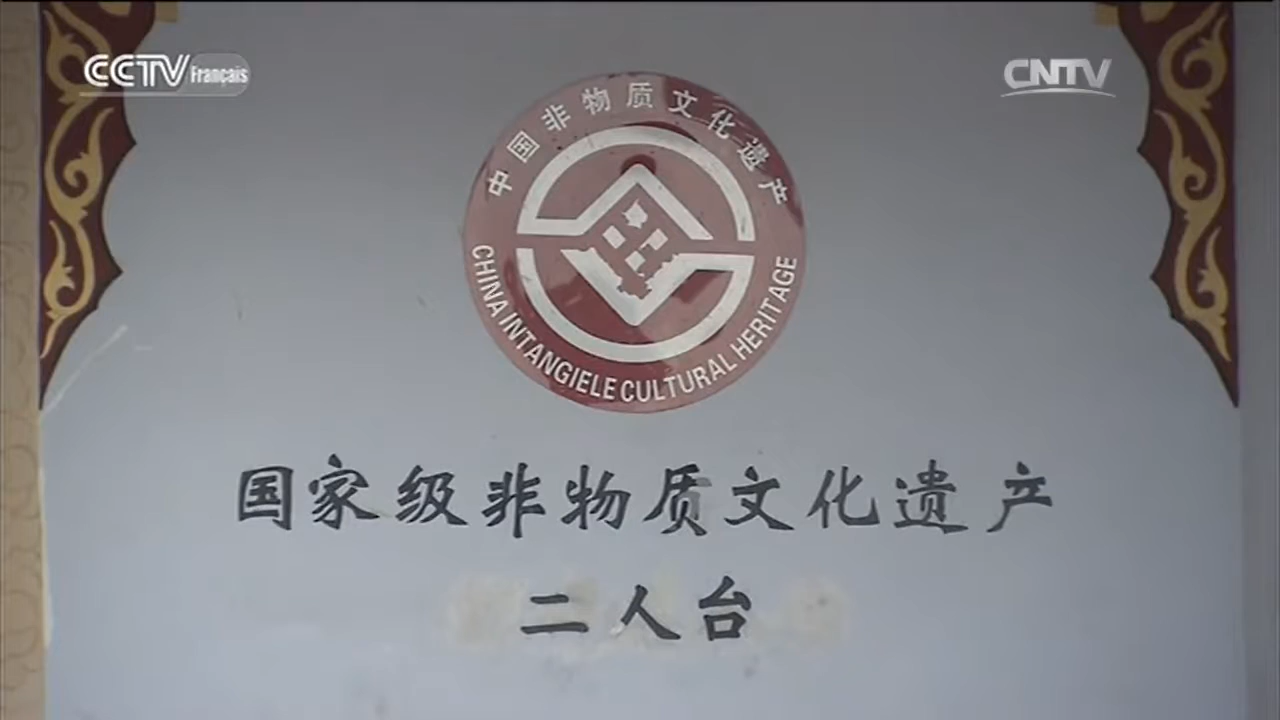 CCTV Français
CNTV
中国非物质文化遗产
CHINA INTANGIELE CULTURAL HERITAGE
国家级非物质文化遗产
二人台